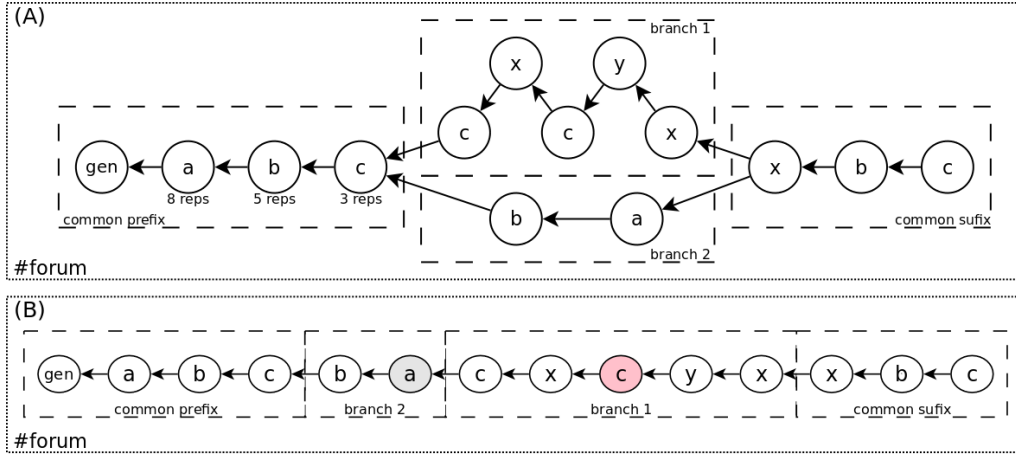 (A)
branch 1
x y
c c x
gen a b c x b c
8 reps 5 reps 3 reps
common prefix
common sufix
b a
branch 2
#forum
(B)
gen a b c b a c x c y x x b c
common prefix branch 2 branch 1 common sufix
#forum